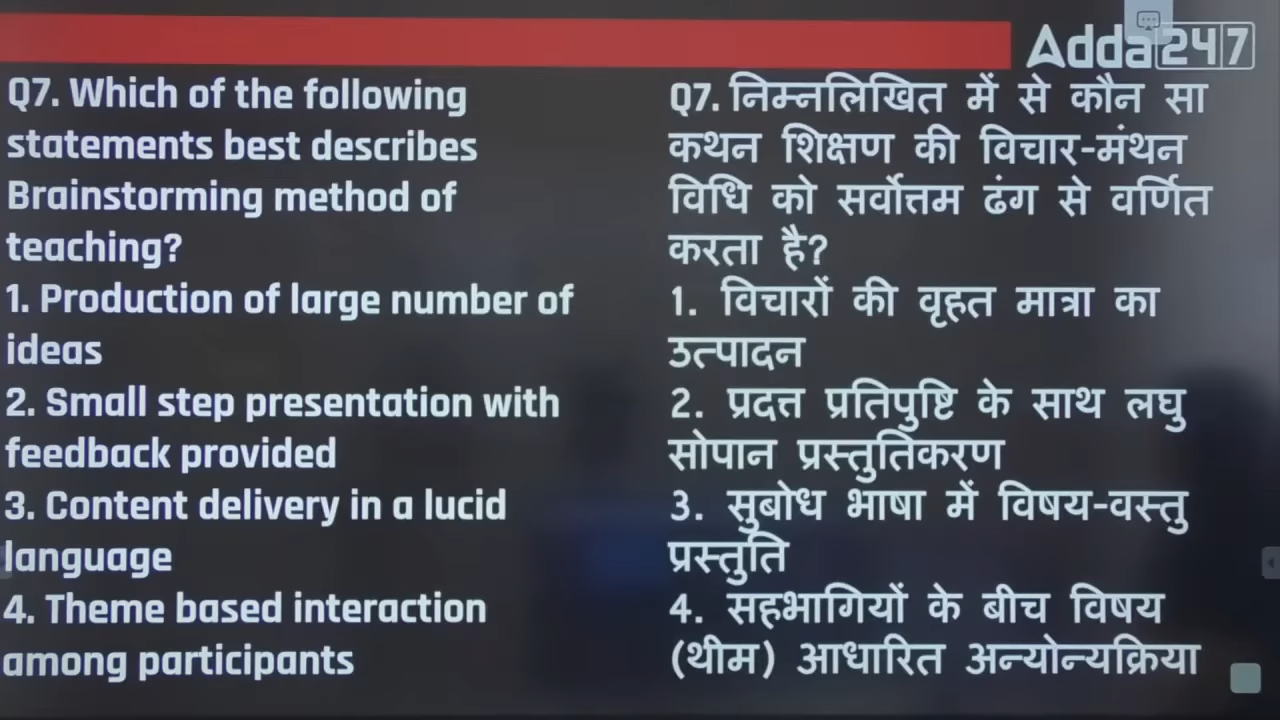 Adda247
Q7. Which of the following
statements best describes
Brainstorming method of
teaching?
1. Production of large number of
ideas
2. Small step presentation with
feedback provided
3. Content delivery in a lucid
language
4. Theme based interaction
among participants
Q7. निम्नलिखित में से कौन सा
कथन शिक्षण की विचार-मंथन
विधि को सर्वोत्तम ढंग से वर्णित
करता है?
1. विचारों की वृहत मात्रा का
उत्पादन
2. प्रदत्त प्रतिपुष्टि के साथ लघु
सोपान प्रस्तुतिकरण
3. सुबोध भाषा में विषय-वस्तु
प्रस्तुति
4. सहभागियों के बीच विषय
(थीम) आधारित अन्योन्यक्रिया